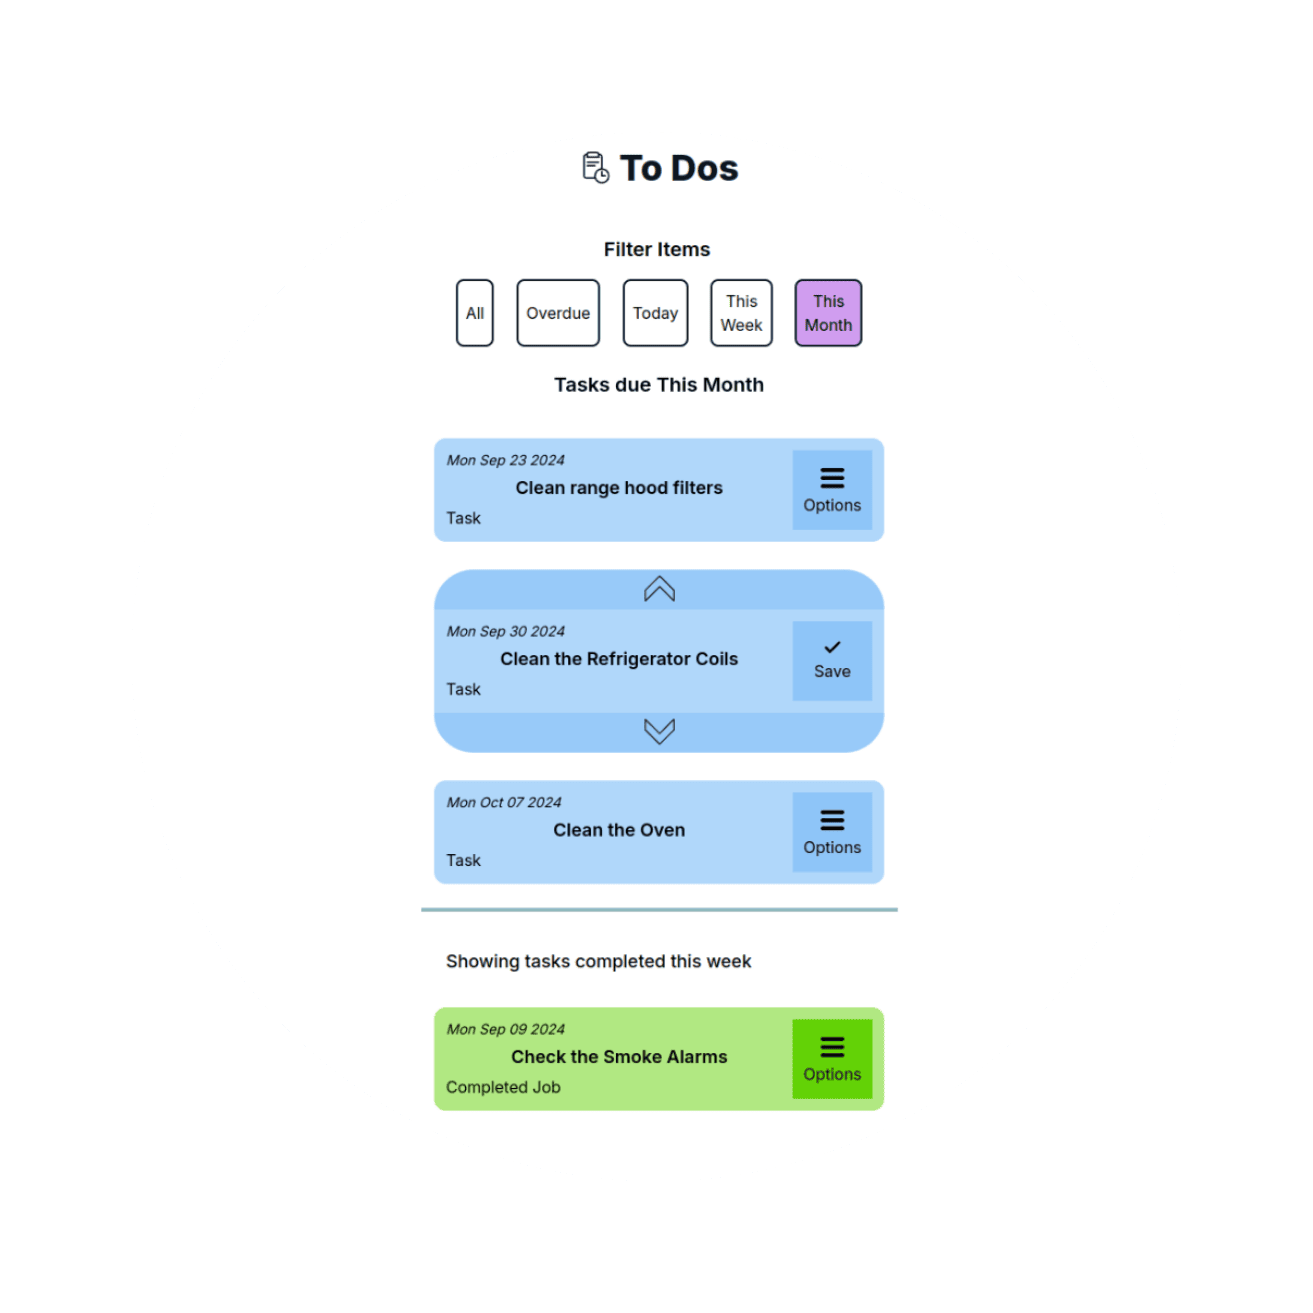 To Dos
Filter Items
All
Overdue
Today
This
Week
This
Month
Tasks due This Month
Mon Sep 23 2024
Clean range hood filters
Task
Options
Mon Sep 30 2024
Clean the Refrigerator Coils
Task
Save
Mon Oct 07 2024
Clean the Oven
Task
Options
Showing tasks completed this week
Mon Sep 09 2024
Check the Smoke Alarms
Completed Job
Options